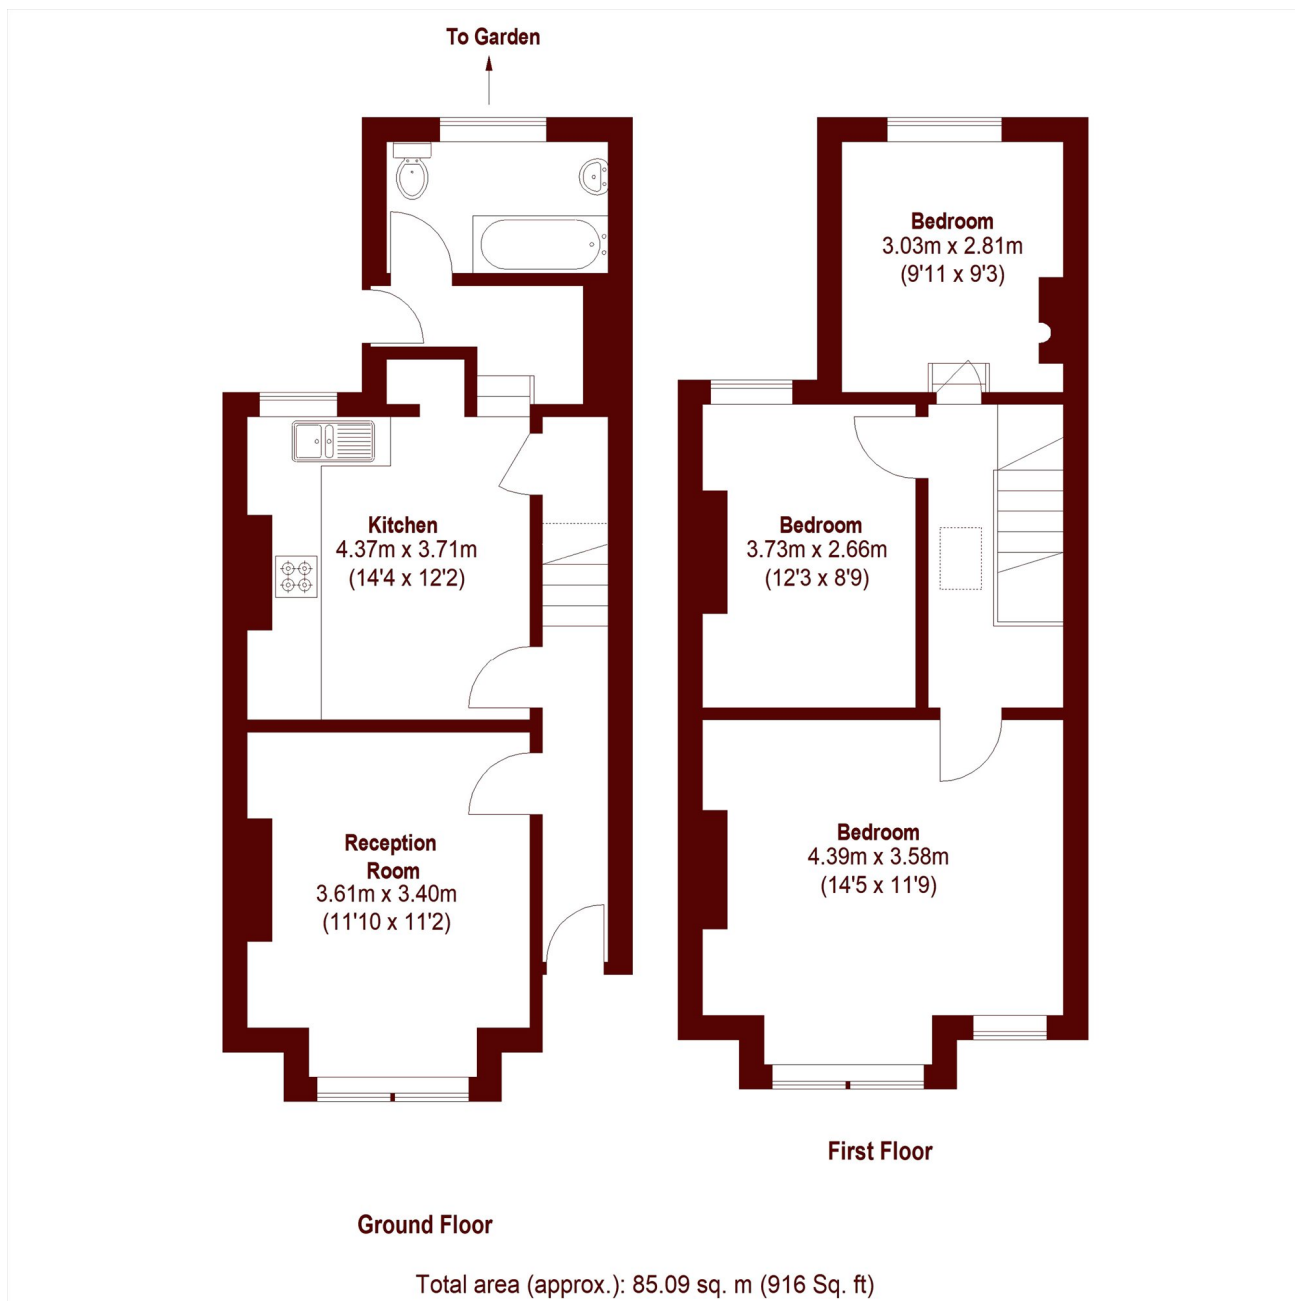 To Garden
Bedroom
3.03m x 2.81m
(9'11 x 9'3)
Kitchen
4.37m x 3.71m
(14'4 x 12'2)
Bedroom
3.73m x 2.66m
(12'3 x 8'9)
Reception
Room
3.61m x 3.40m
(11'10 x 11'2)
Bedroom
4.39m x 3.58m
(14'5 x 11'9)
First Floor
Ground Floor
Total area (approx.): 85.09 sq. m (916 Sq. ft)